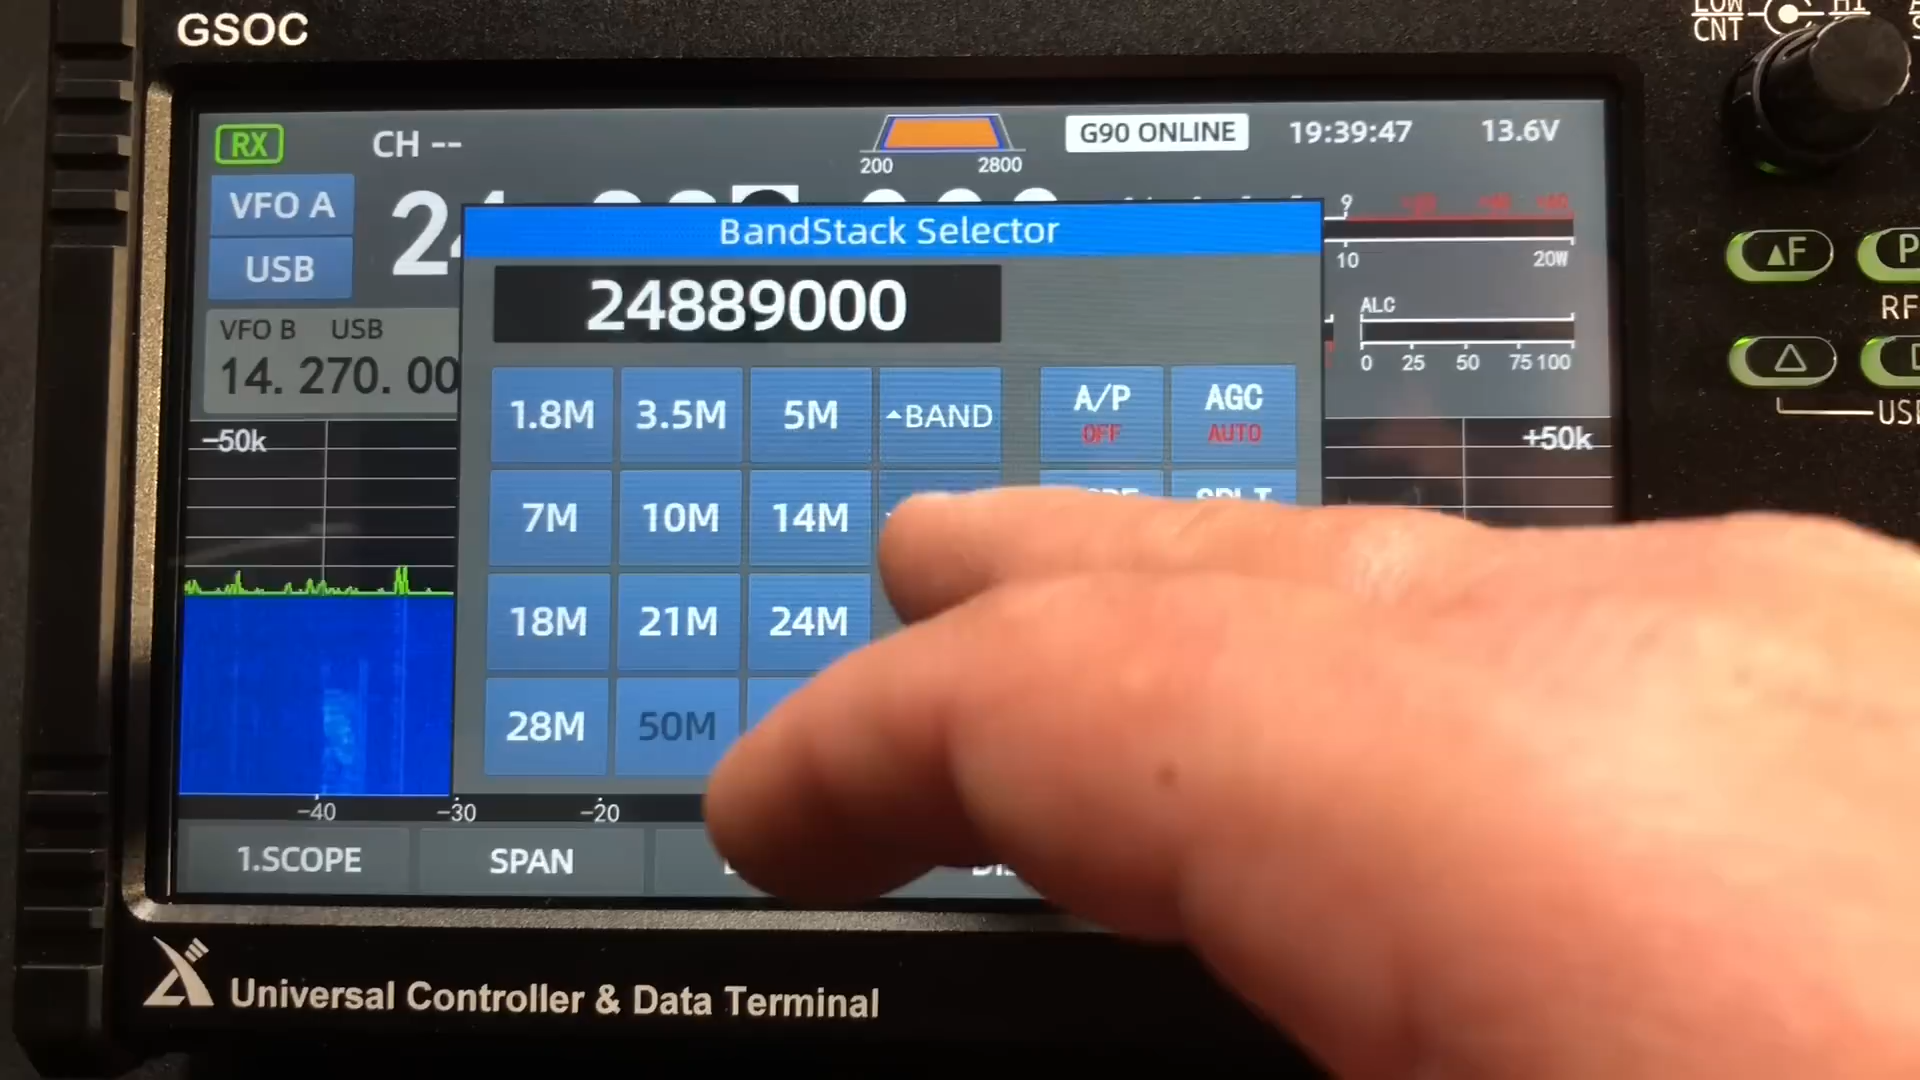 GSOC
LOW
CNT
HI
RX
CH --
200
2800
G90 ONLINE
19:39:47
13.6V
VFO A
USB
VFO B USB
14. 270. 00
BandStack Selector
24889000
9
10
20W
ALC
0 25 50 75 100
▲F
P
RF
△
-50k
+50k
1.8M
3.5M
5M
▲BAND
A/P
OFF
AGC
AUTO
7M
10M
14M
SPLT
18M
21M
24M
28M
50M
-40
-30
-20
1.SCOPE
SPAN
Universal Controller & Data Terminal